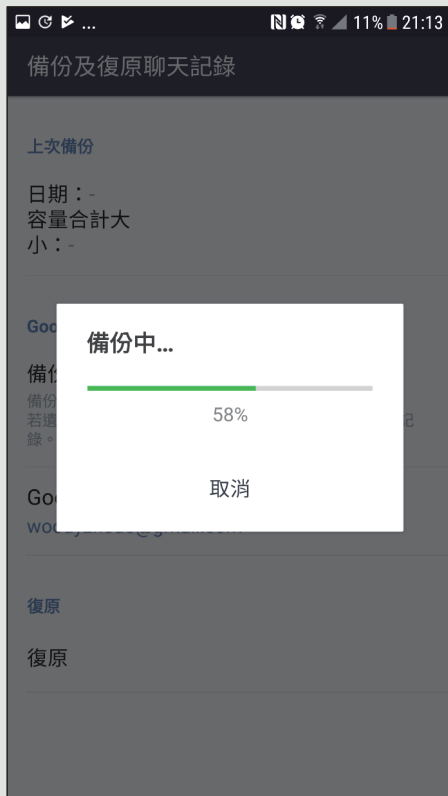 ... 11% 21:13
備份及復原聊天記錄
上次備份
日期：-
容量合計大
小：-
備份中...
58%
取消
復原
復原